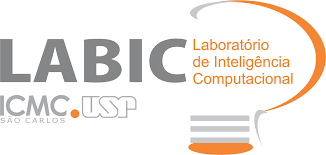 LABIC
Laboratório
de Inteligência
Computacional
ICMC.USP
SÃO CARLOS